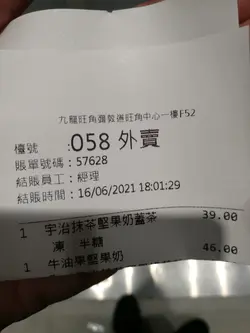 九龍旺角彌敦道旺角中心一樓F52
檯號 :058 外賣
賬單號碼：57628
結賬員工：經理
結賬時間：16/06/2021 18:01:29
1 宇治抹茶堅果奶蓋茶 39.00
凍 半糖
1 牛油果堅果奶 46.00